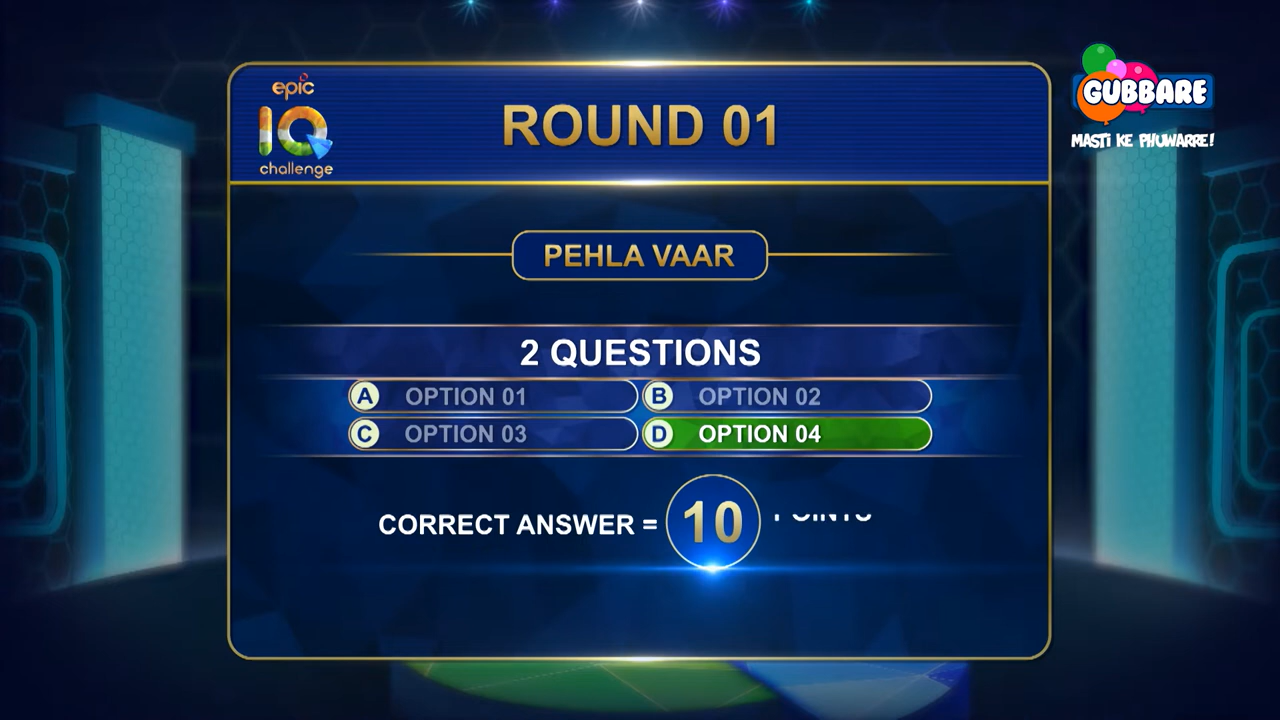 epic
IQ
challenge
ROUND 01
GUBBARE
MASTI KE PHUWARRE!
PEHLA VAAR
2 QUESTIONS
A OPTION 01
B OPTION 02
C OPTION 03
D OPTION 04
CORRECT ANSWER = 10